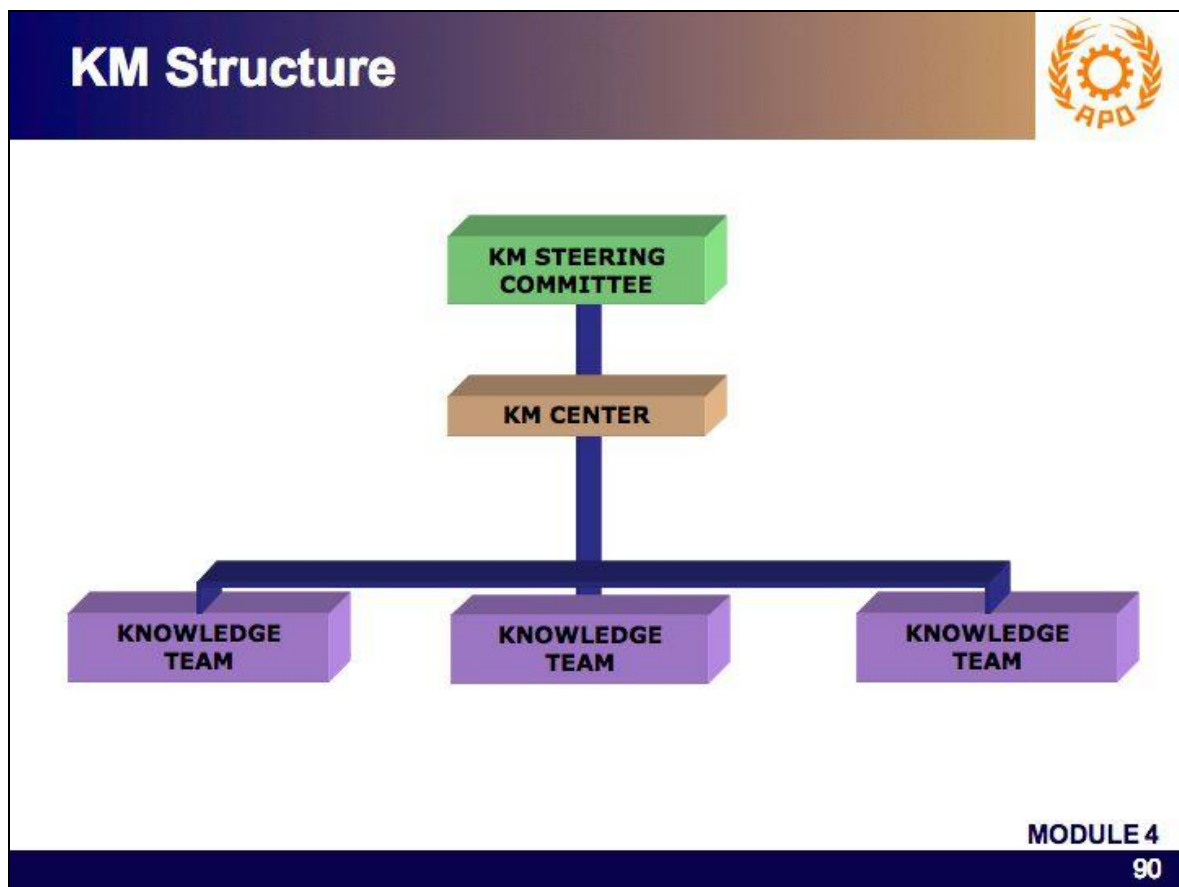 KM Structure
APO
KM STEERING
COMMITTEE
KM CENTER
KNOWLEDGE
TEAM
KNOWLEDGE
TEAM
KNOWLEDGE
TEAM
MODULE 4
90